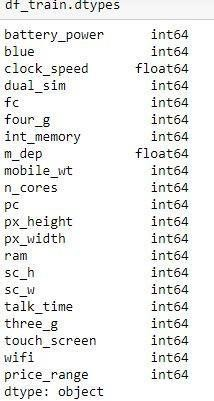 df_train.dtypes
battery_power int64
blue int64
clock_speed float64
dual_sim int64
fc int64
four_g int64
int_memory int64
m_dep float64
mobile_wt int64
n_cores int64
pc int64
px_height int64
px_width int64
ram int64
sc_h int64
sc_w int64
talk_time int64
three_g int64
touch_screen int64
wifi int64
price_range int64
dtype: object